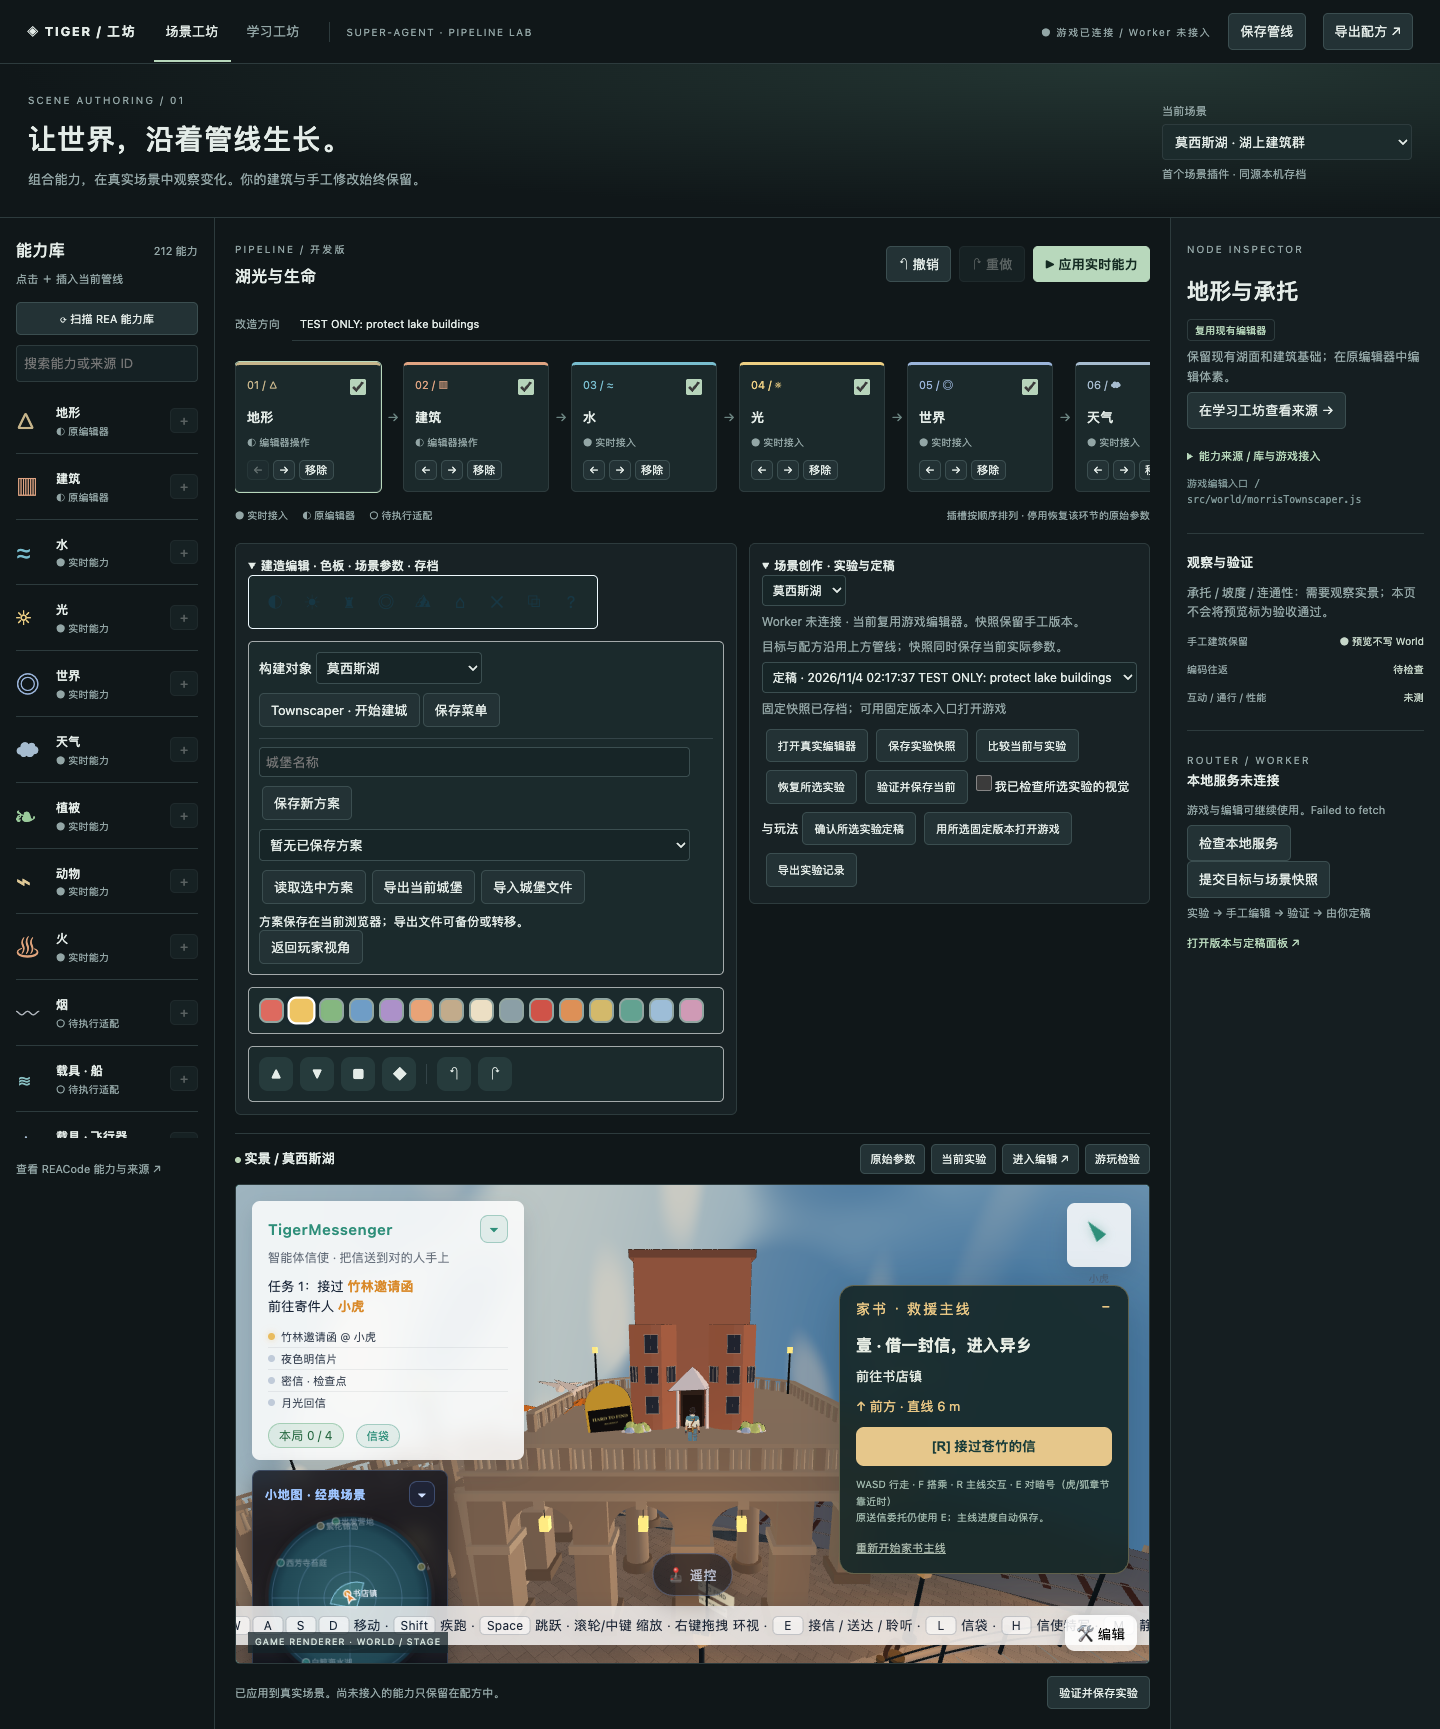 ◈ TIGER / 工坊
场景工坊
学习工坊
SUPER-AGENT · PIPELINE LAB
● 游戏已连接 / Worker 未接入
保存管线
导出配方 ↗
SCENE AUTHORING / 01
让世界，沿着管线生长。
组合能力，在真实场景中观察变化。你的建筑与手工修改始终保留。
当前场景
莫西斯湖 · 湖上建筑群
首个场景插件 · 同源本机存档
能力库
212 能力
点击 ＋ 插入当前管线
⟳ 扫描 REA 能力库
搜索能力或来源 ID
地形
◐ 原编辑器
+
建筑
◐ 原编辑器
+
水
● 实时能力
+
光
● 实时能力
+
世界
● 实时能力
+
天气
● 实时能力
+
植被
● 实时能力
+
动物
● 实时能力
+
火
● 实时能力
+
烟
○ 待执行适配
+
载具 · 船
○ 待执行适配
+
载具 · 飞行器
查看 REACode 能力与来源 ↗
PIPELINE / 开发版
湖光与生命
撤销
重做
▶ 应用实时能力
改造方向
TEST ONLY: protect lake buildings
01 / △
地形
◐ 编辑器操作
← → 移除
→
02 / ▥
建筑
◐ 编辑器操作
← → 移除
→
03 / ≈
水
● 实时接入
← → 移除
→
04 / ☀
光
● 实时接入
← → 移除
→
05 / ◎
世界
● 实时接入
← → 移除
→
06 / ☁
天气
● 实时接入
← →
● 实时接入 ◐ 原编辑器 ○ 待执行适配
插槽按顺序排列 · 停用恢复该环节的原始参数
▼ 建造编辑 · 色板 · 场景参数 · 存档
?
构建对象 莫西斯湖
Townscaper · 开始建城
保存菜单
城堡名称
保存新方案
暂无已保存方案
读取选中方案
导出当前城堡
导入城堡文件
方案保存在当前浏览器；导出文件可备份或转移。
返回玩家视角
▼ 场景创作 · 实验与定稿
莫西斯湖
Worker 未连接 · 当前复用游戏编辑器。快照保留手工版本。
目标与配方沿用上方管线；快照同时保存当前实际参数。
定稿 · 2026/11/4 02:17:37 TEST ONLY: protect lake buildings
固定快照已存档；可用固定版本入口打开游戏
打开真实编辑器
保存实验快照
比较当前与实验
恢复所选实验
验证并保存当前
我已检查所选实验的视觉
与玩法
确认所选实验定稿
用所选固定版本打开游戏
导出实验记录
● 实景 / 莫西斯湖
原始参数
当前实验
进入编辑 ↗
游玩检验
TigerMessenger
智能体信使 · 把信送到对的人手上
任务 1：接过 竹林邀请函
前往寄件人 小虎
竹林邀请函 @ 小虎
夜色明信片
密信 · 检查点
月光回信
本局 0 / 4
信袋
小地图 · 经典场景
书店镇
小虎
家书 · 救援主线
−
壹 · 借一封信，进入异乡
前往书店镇
↑ 前方 · 直线 6 m
[R] 接过苍竹的信
WASD 行走 · F 搭乘 · R 主线交互 · E 对暗号（虎/狐章节
靠近时）
原送信委托仍使用 E；主线进度自动保存。
重新开始家书主线
遥控
W A S D 移动 · Shift 疾跑 · Space 跳跃 · 滚轮/中键 缩放 · 右键拖拽 环视 · E 接信 / 送达 / 聆听 · L 信袋 · H 信使
编辑
GAME RENDERER · WORLD / STAGE
已应用到真实场景。尚未接入的能力只保留在配方中。
验证并保存实验
NODE INSPECTOR
地形与承托
复用现有编辑器
保留现有湖面和建筑基础；在原编辑器中编
辑体素。
在学习工坊查看来源 →
▶ 能力来源 / 库与游戏接入
游戏编辑入口 /
src/world/morrisTownscaper.js
观察与验证
承托 / 坡度 / 连通性：需要观察实景；本页
不会将预览标为验收通过。
手工建筑保留
● 预览不写 World
编码往返
待检查
互动 / 通行 / 性能
未测
ROUTER / WORKER
本地服务未连接
游戏与编辑可继续使用。Failed to fetch
检查本地服务
提交目标与场景快照
实验 → 手工编辑 → 验证 → 由你定稿
打开版本与定稿面板 ↗